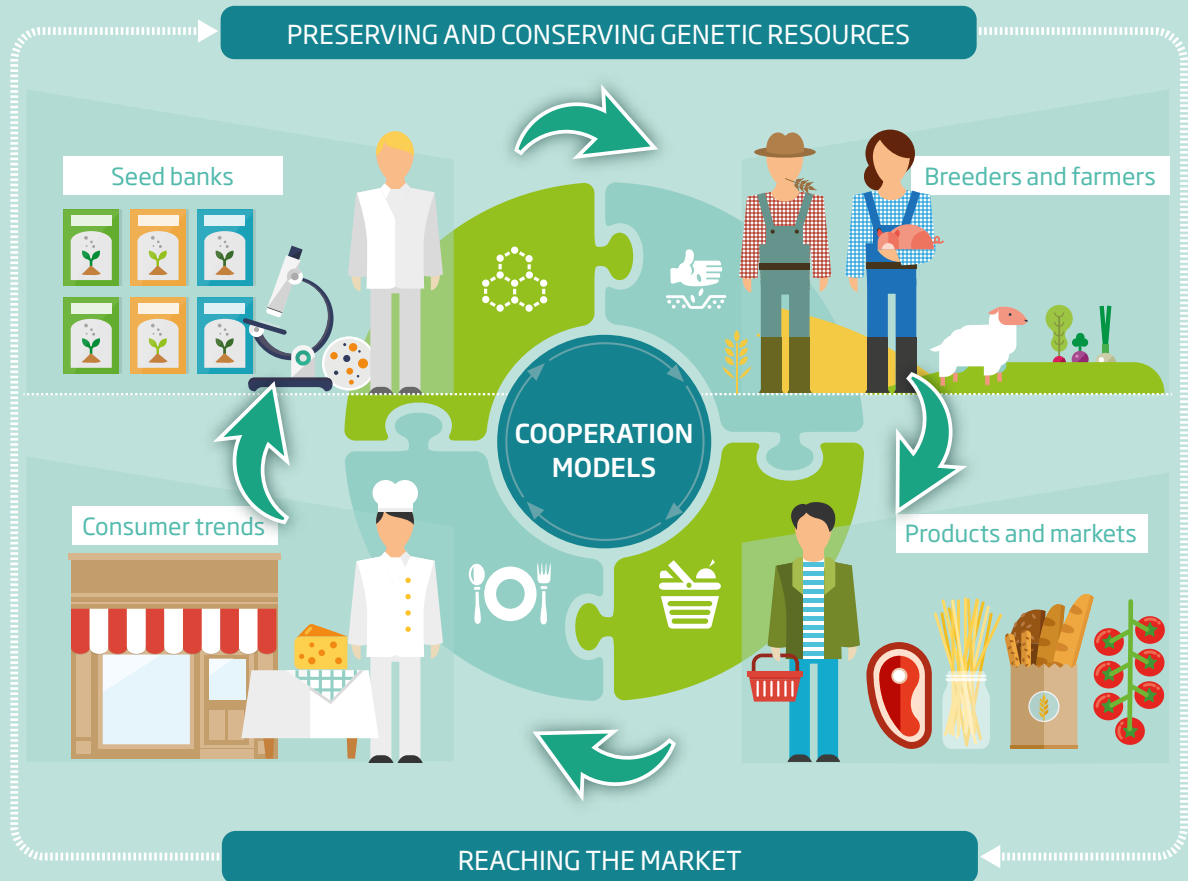 PRESERVING AND CONSERVING GENETIC RESOURCES
Seed banks
Breeders and farmers
COOPERATION
MODELS
Consumer trends
Products and markets
REACHING THE MARKET